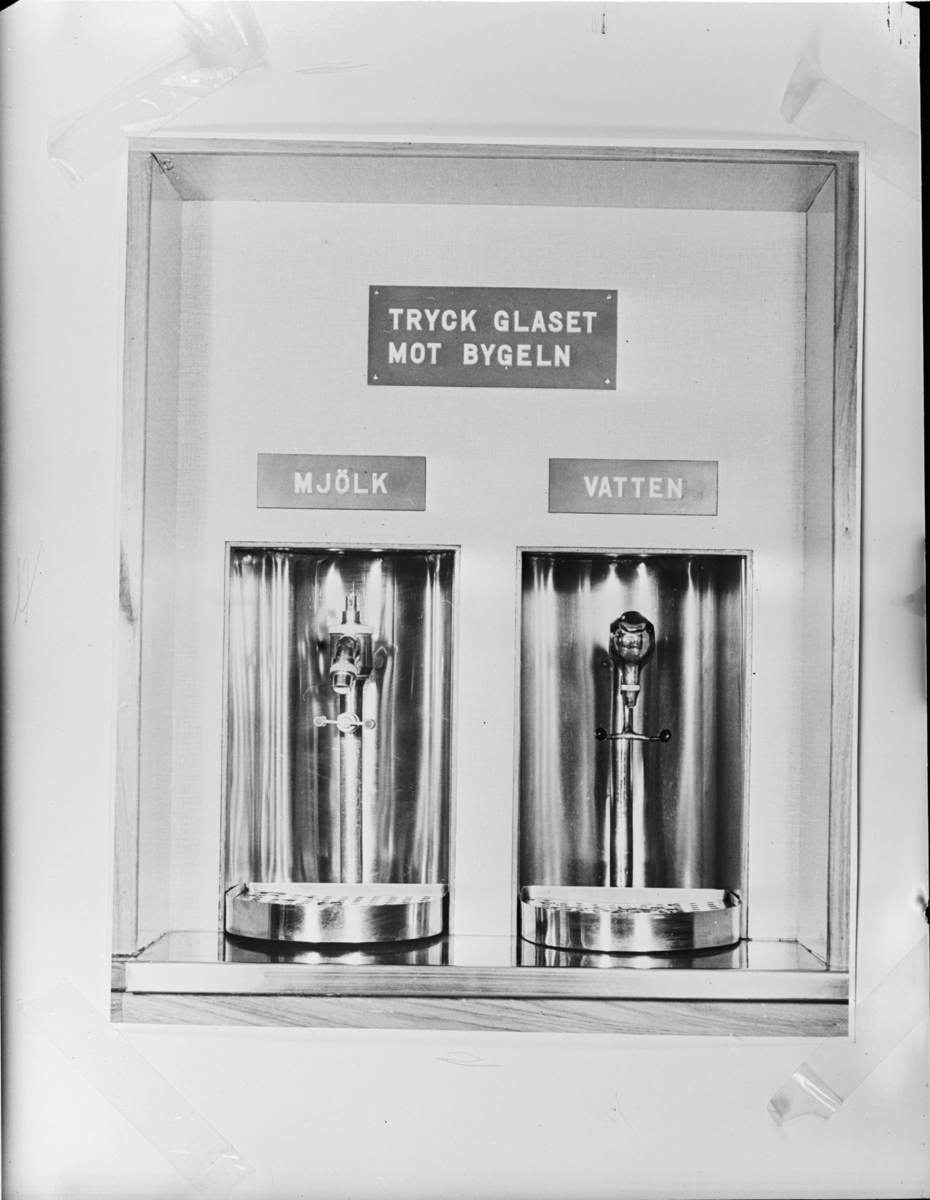 TRYCK GLASET
MOT BYGELN
MJÖLK
VATTEN